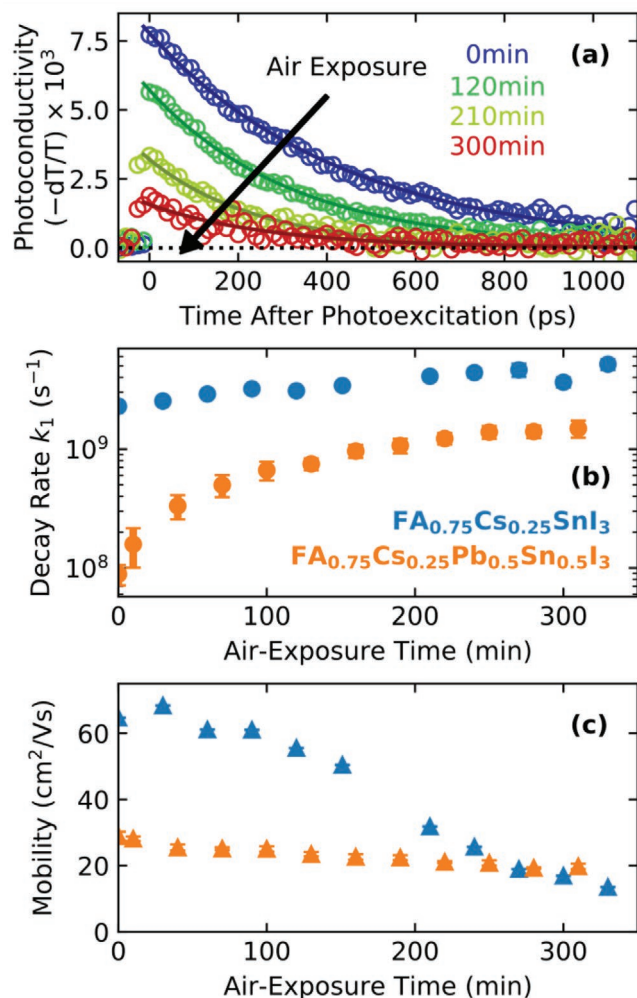 (a)
Air Exposure
0min
120min
210min
300min
Photoconductivity
(−dT/T) × 10³
7.5
5.0
2.5
0.0
0 200 400 600 800 1000
Time After Photoexcitation (ps)
(b)
Decay Rate k₁ (s⁻¹)
10⁹
10⁸
FA₀.₇₅Cs₀.₂₅SnI₃
FA₀.₇₅Cs₀.₂₅Pb₀.₅Sn₀.₅I₃
0 100 200 300
Air-Exposure Time (min)
(c)
Mobility (cm²/Vs)
60
40
20
0
0 100 200 300
Air-Exposure Time (min)